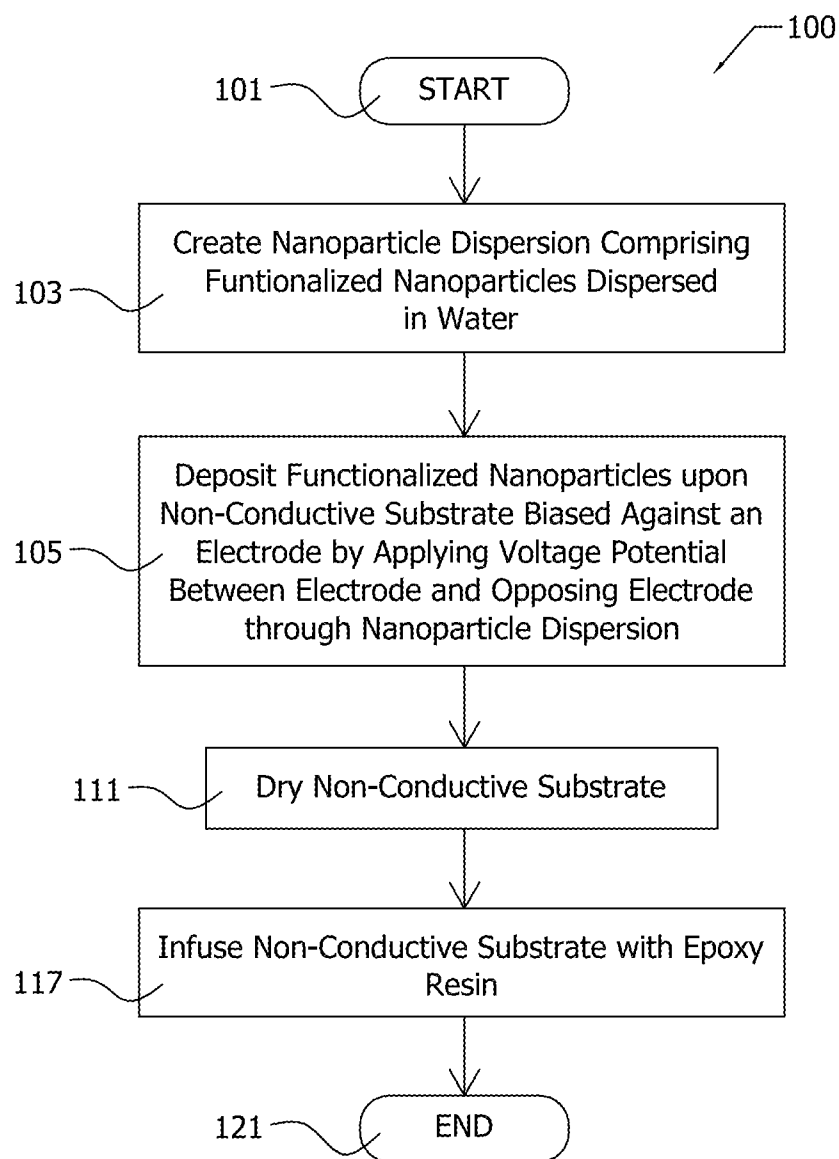 100
101
START
103
Create Nanoparticle Dispersion Comprising
Funtionalized Nanoparticles Dispersed
in Water
105
Deposit Functionalized Nanoparticles upon
Non-Conductive Substrate Biased Against an
Electrode by Applying Voltage Potential
Between Electrode and Opposing Electrode
through Nanoparticle Dispersion
111
Dry Non-Conductive Substrate
117
Infuse Non-Conductive Substrate with Epoxy
Resin
121
END